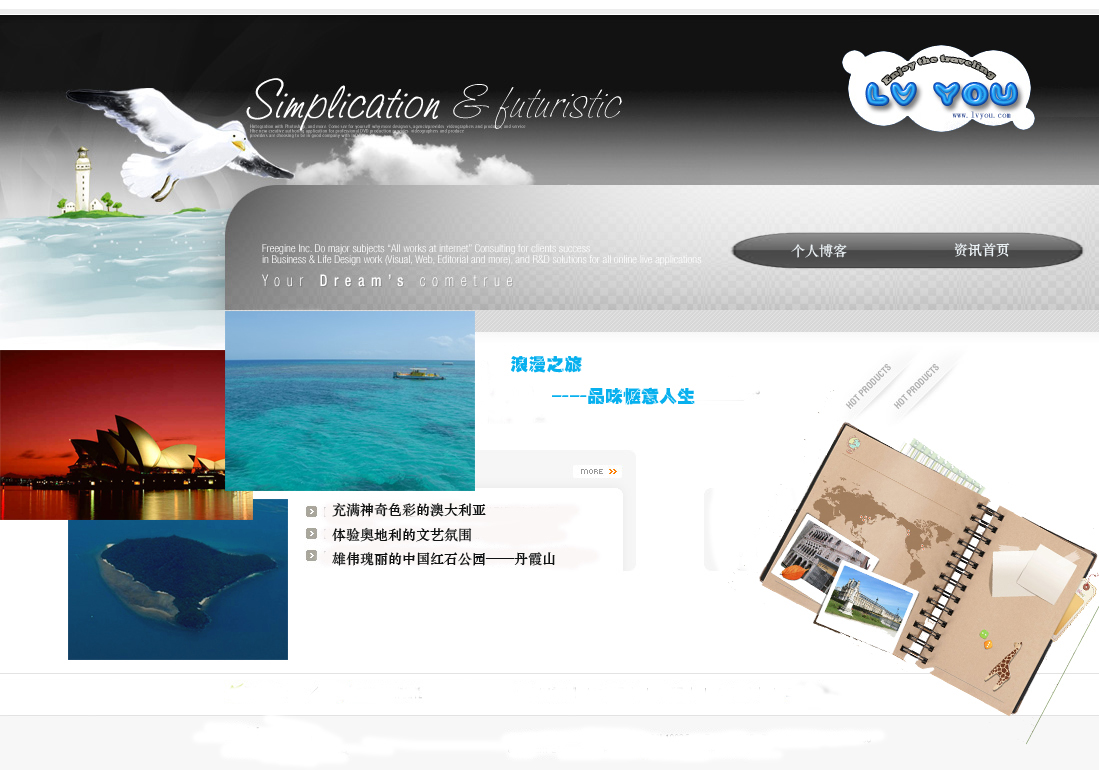 Enjoy the traveling
LV YOU
www.lvyou.com
Simplication & futuristic
Freegine Inc. Do major subjects “All works at internet” Consulting for clients success
in Business & Life Design work (Visual, Web, Editorial and more), and R&D solutions for all online live applications
Your Dream's cometrue
个人博客
资讯首页
浪漫之旅
-----品味惬意人生
HOT PRODUCTS
HOT PRODUCTS
MORE
充满神奇色彩的澳大利亚
体验奥地利的文艺氛围
雄伟瑰丽的中国红石公园——丹霞山